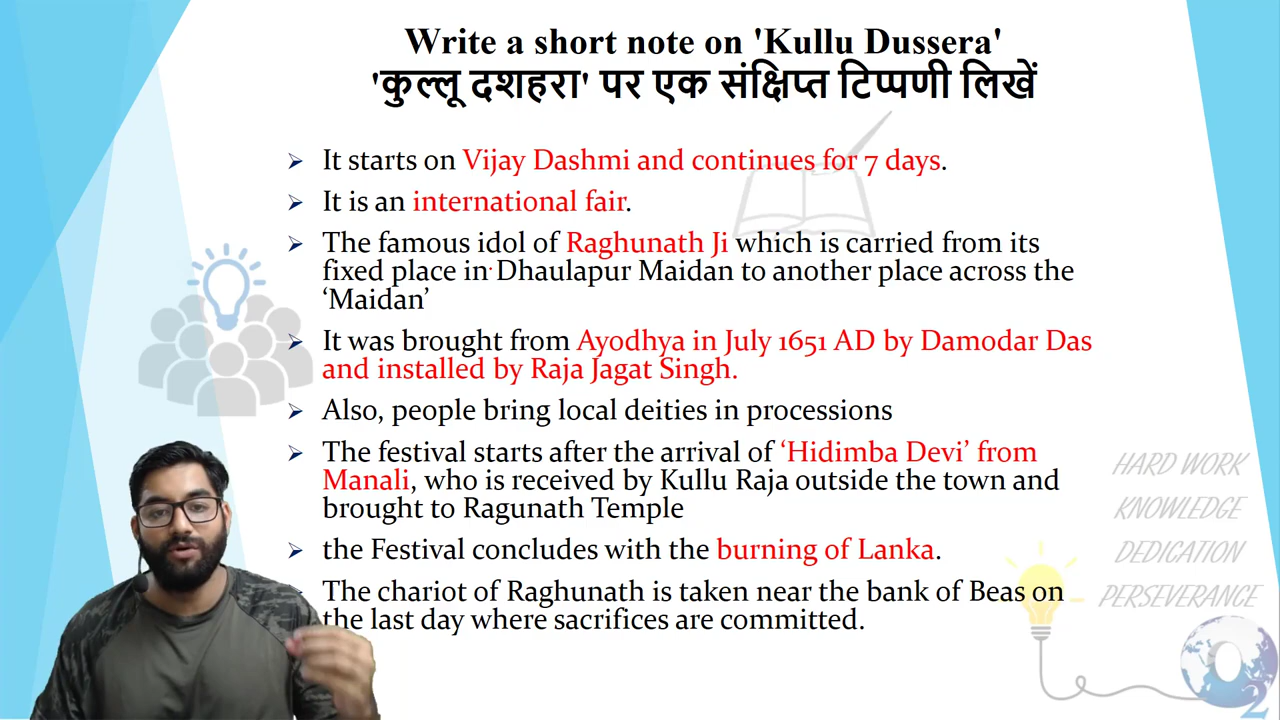 Write a short note on 'Kullu Dussera'
'कुल्लू दशहरा' पर एक संक्षिप्त टिप्पणी लिखें
It starts on Vijay Dashmi and continues for 7 days.
It is an international fair.
The famous idol of Raghunath Ji which is carried from its
fixed place in Dhaulapur Maidan to another place across the
‘Maidan’
It was brought from Ayodhya in July 1651 AD by Damodar Das
and installed by Raja Jagat Singh.
Also, people bring local deities in processions
The festival starts after the arrival of ‘Hidimba Devi’ from
Manali, who is received by Kullu Raja outside the town and
brought to Ragunath Temple
the Festival concludes with the burning of Lanka.
The chariot of Raghunath is taken near the bank of Beas on
the last day where sacrifices are committed.
HARD WORK
KNOWLEDGE
DEDICATION
PERSEVERANCE
O2